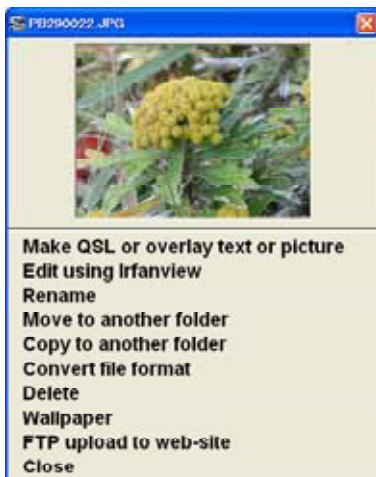 PB290022.JPG
Make QSL or overlay text or picture
Edit using Irfanview
Rename
Move to another folder
Copy to another folder
Convert file format
Delete
Wallpaper
FTP upload to web-site
Close